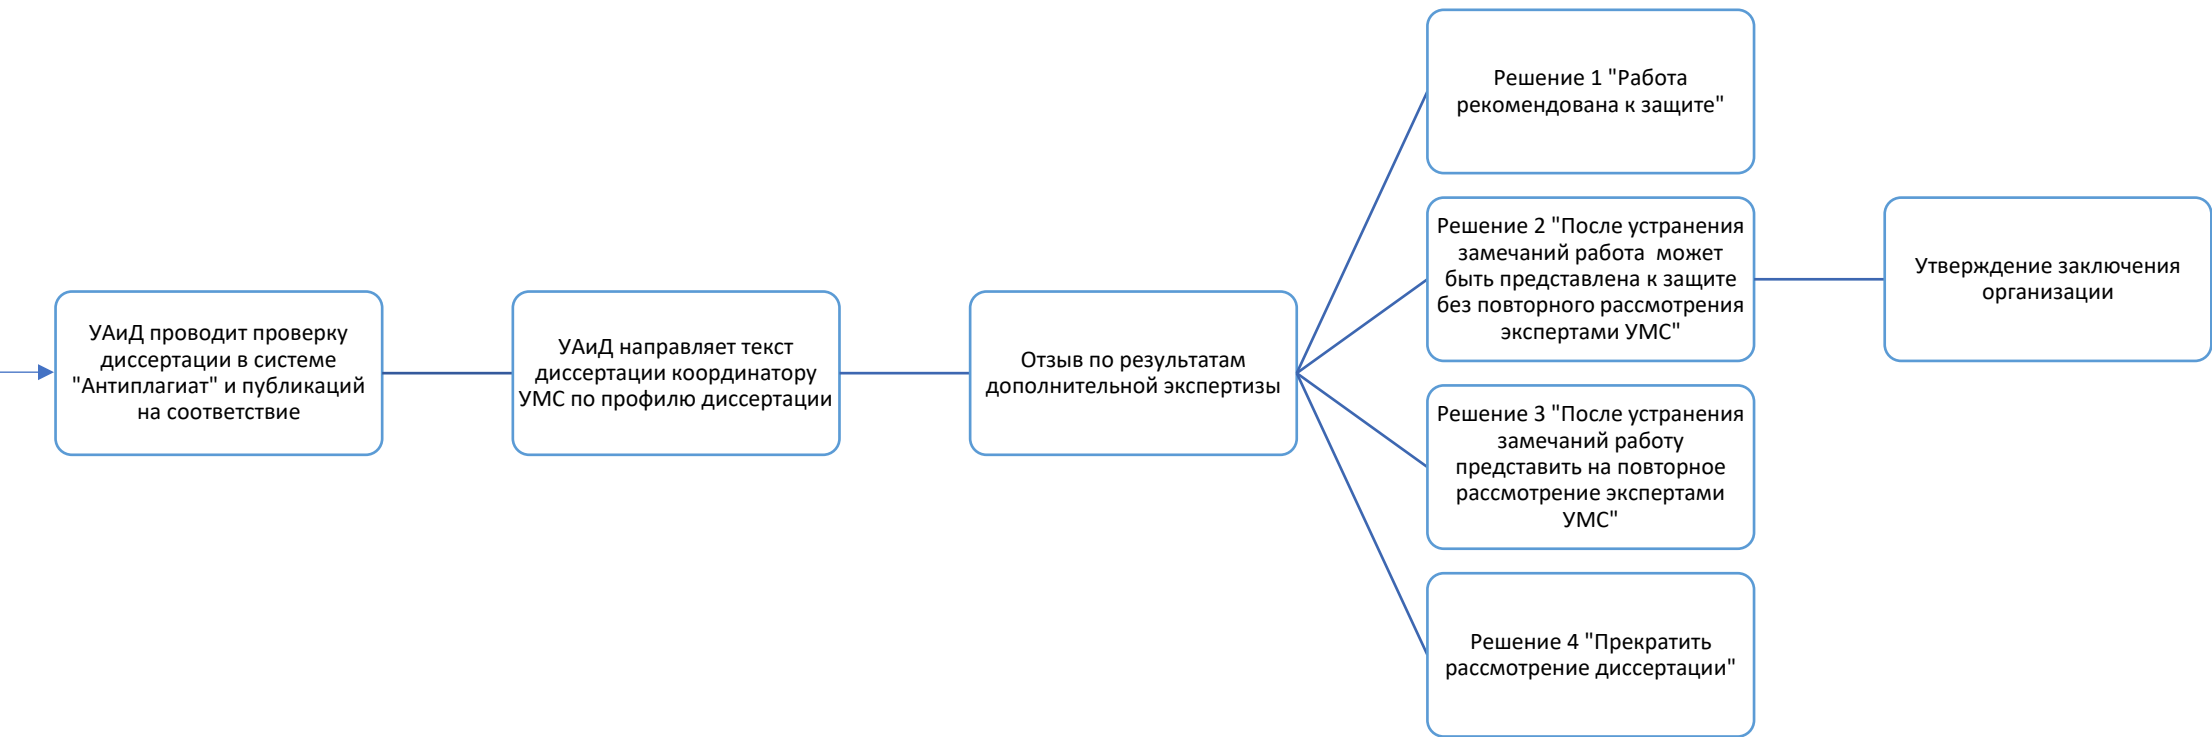 УАиД проводит проверку
диссертации в системе
"Антиплагиат" и публикаций
на соответствие
УАиД направляет текст
диссертации координатору
УМС по профилю диссертации
Отзыв по результатам
дополнительной экспертизы
Решение 1 "Работа
рекомендована к защите"
Решение 2 "После устранения
замечаний работа может
быть представлена к защите
без повторного рассмотрения
экспертами УМС"
Решение 3 "После устранения
замечаний работу
представить на повторное
рассмотрение экспертами
УМС"
Решение 4 "Прекратить
рассмотрение диссертации"
Утверждение заключения
организации